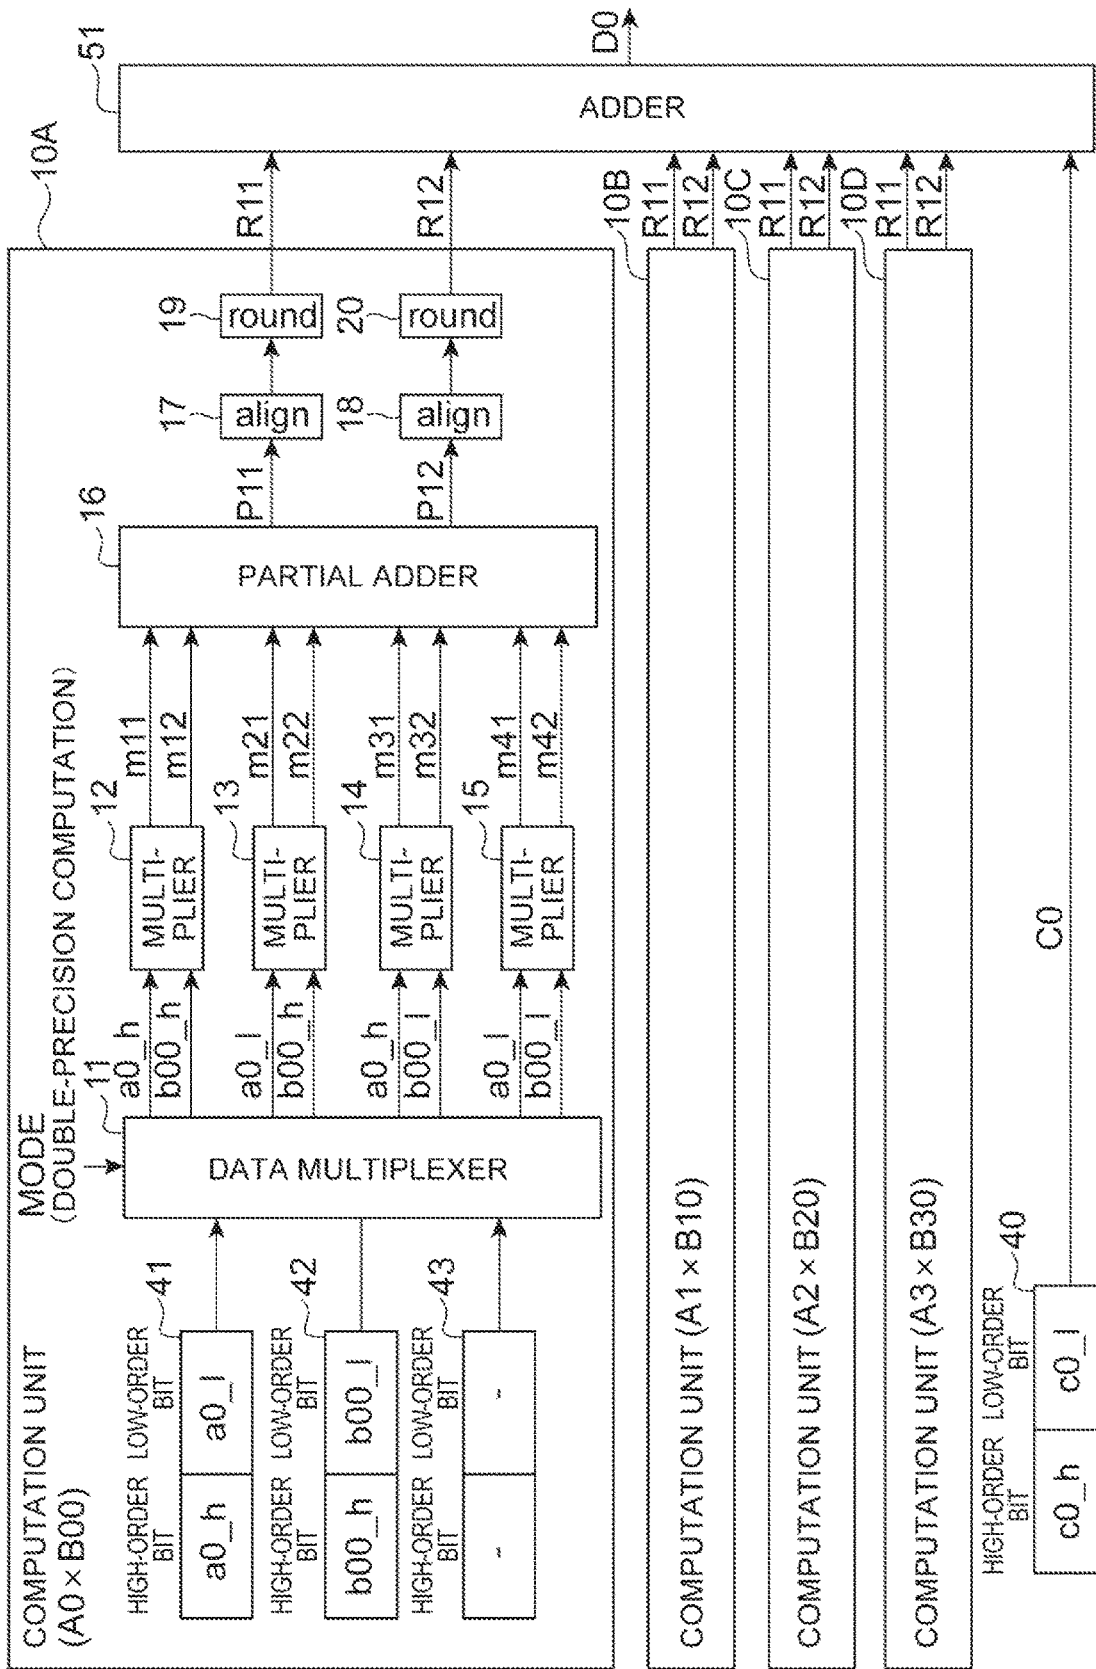 COMPUTATION UNIT
(A0 × B00)
MODE
(DOUBLE-PRECISION COMPUTATION)
10A
51
HIGH-ORDER BIT
LOW-ORDER BIT
41
a0_h
a0_l
HIGH-ORDER BIT
LOW-ORDER BIT
42
b00_h
b00_l
HIGH-ORDER BIT
LOW-ORDER BIT
43
-
-
11
DATA MULTIPLEXER
a0_h
b00_h
a0_l
b00_h
a0_h
b00_l
a0_l
b00_l
12
MULTI-
PLIER
13
MULTI-
PLIER
14
MULTI-
PLIER
15
MULTI-
PLIER
m11
m12
m21
m22
m31
m32
m41
m42
16
PARTIAL ADDER
P11
P12
17
align
18
align
19
round
20
round
R11
R12
ADDER
D0
COMPUTATION UNIT (A1 × B10)
10B
R11
R12
COMPUTATION UNIT (A2 × B20)
10C
R11
R12
COMPUTATION UNIT (A3 × B30)
10D
R11
R12
HIGH-ORDER BIT
LOW-ORDER BIT
40
c0_h
c0_l
C0